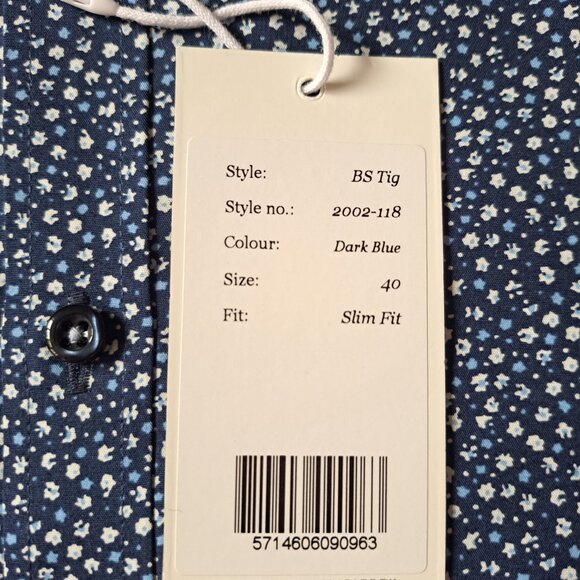 Style: BS Tig
Style no.: 2002-118
Colour: Dark Blue
Size: 40
Fit: Slim Fit
5714606090963